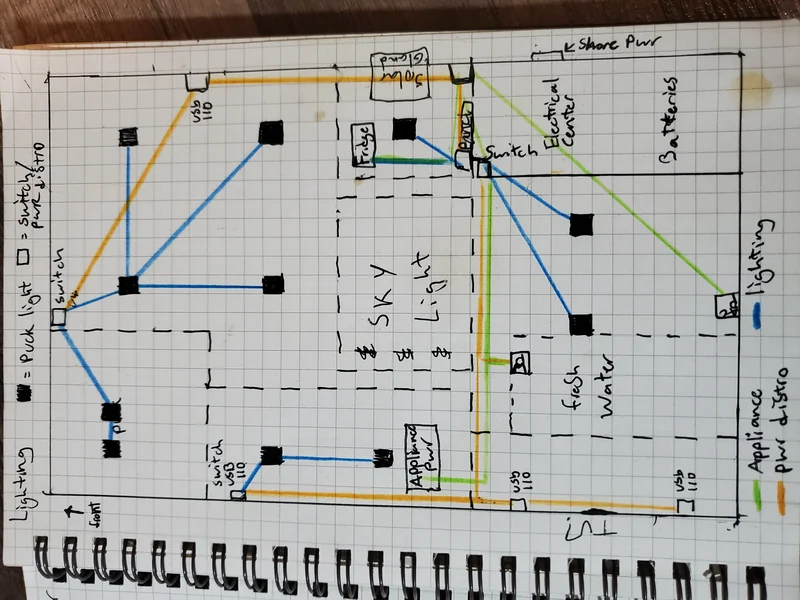 Lighting ■ = Puck light □ = switch/
pwr distro
↑
front
switch
usb
110
Solar
Gland
Fridge
Switch
Electrical
Center
← Shore Pwr
Batteries
SKY
Light
fresh
Water
switch
USB
110
Appliance
Pwr
usb
110
usb
110
Appliance
pwr distro
lighting